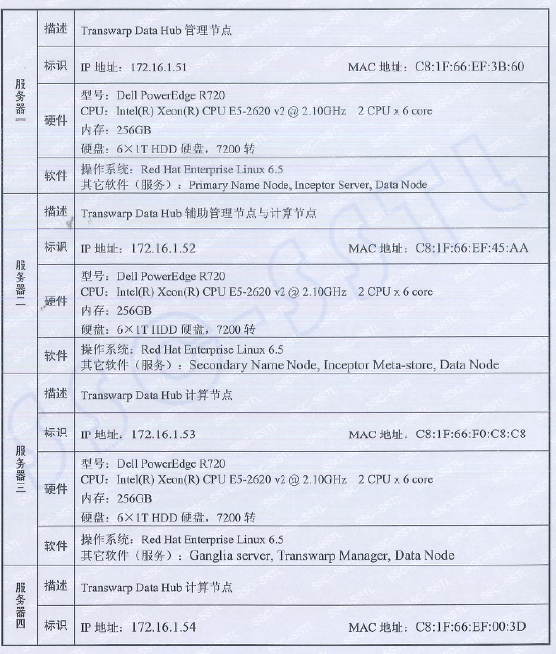 服务器一
描述 Transwarp Data Hub 管理节点
标识 IP 地址：172.16.1.51 MAC 地址：C8:1F:66:EF:3B:60
硬件
型号：Dell PowerEdge R720
CPU：Intel(R) Xeon(R) CPU E5-2620 v2 @ 2.10GHz 2 CPU x 6 core
内存：256GB
硬盘：6×1T HDD 硬盘，7200 转
软件
操作系统：Red Hat Enterprise Linux 6.5
其它软件（服务）：Primary Name Node, Inceptor Server, Data Node
服务器二
描述 Transwarp Data Hub 辅助管理节点与计算节点
标识 IP 地址：172.16.1.52 MAC 地址：C8:1F:66:EF:45:AA
硬件
型号：Dell PowerEdge R720
CPU：Intel(R) Xeon(R) CPU E5-2620 v2 @ 2.10GHz 2 CPU x 6 core
内存：256GB
硬盘：6×1T HDD 硬盘，7200 转
软件
操作系统：Red Hat Enterprise Linux 6.5
其它软件（服务）：Secondary Name Node, Inceptor Meta-store, Data Node
服务器三
描述 Transwarp Data Hub 计算节点
标识 IP 地址：172.16.1.53 MAC 地址：C8:1F:66:F0:C8:C8
硬件
型号：Dell PowerEdge R720
CPU：Intel(R) Xeon(R) CPU E5-2620 v2 @ 2.10GHz 2 CPU x 6 core
内存：256GB
硬盘：6×1T HDD 硬盘，7200 转
软件
操作系统：Red Hat Enterprise Linux 6.5
其它软件（服务）：Ganglia server, Transwarp Manager, Data Node
服务器四
描述 Transwarp Data Hub 计算节点
标识 IP 地址：172.16.1.54 MAC 地址：C8:1F:66:EF:00:3D